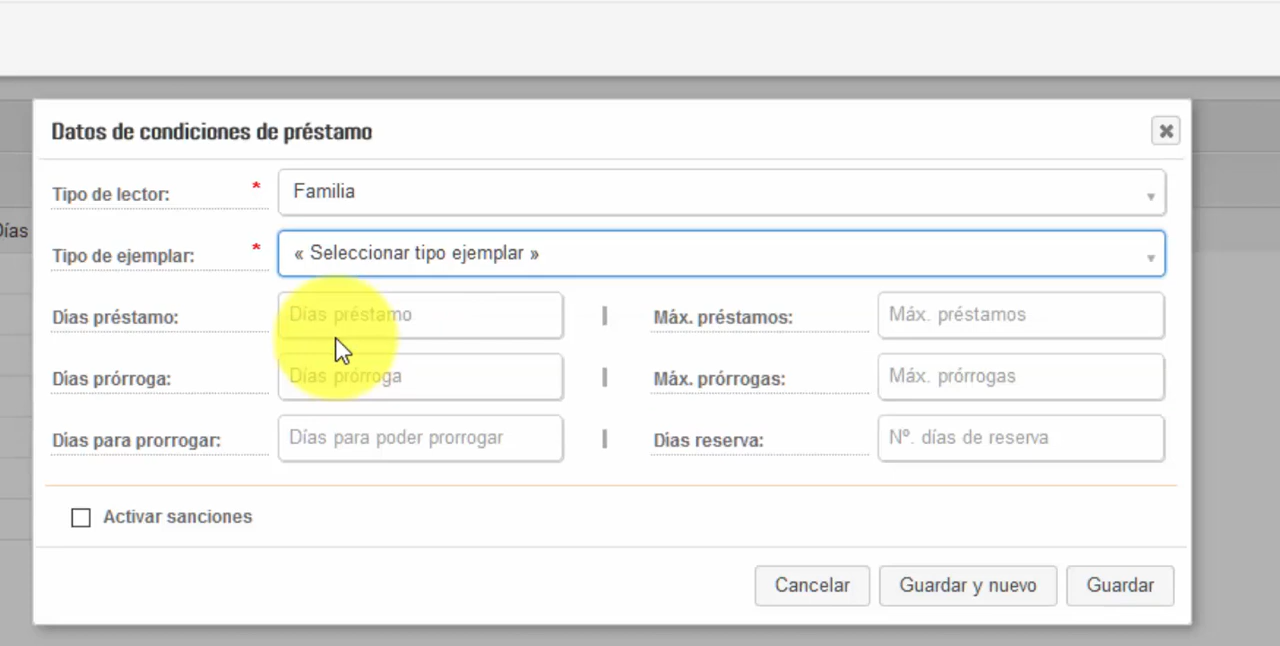 Datos de condiciones de préstamo
Tipo de lector: * Familia
Días
Tipo de ejemplar: * « Seleccionar tipo ejemplar »
Días préstamo: Días préstamo | Máx. préstamos: Máx. préstamos
Días prórroga: Días prórroga | Máx. prórrogas: Máx. prórrogas
Días para prorrogar: Días para poder prorrogar | Días reserva: Nº. días de reserva
Activar sanciones
Cancelar Guardar y nuevo Guardar